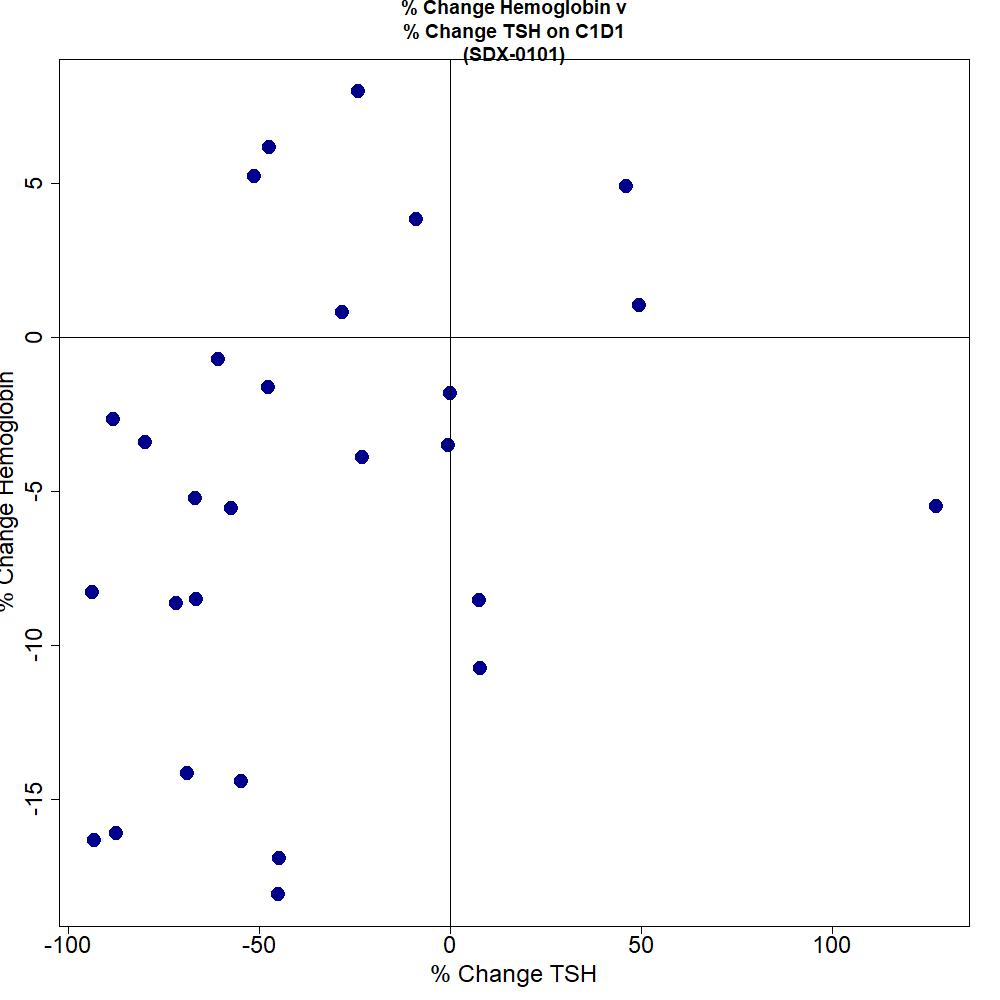 % Change Hemoglobin v
% Change TSH on C1D1
(SDX-0101)
% Change Hemoglobin
5
0
-5
-10
-15
-100 -50 0 50 100
% Change TSH